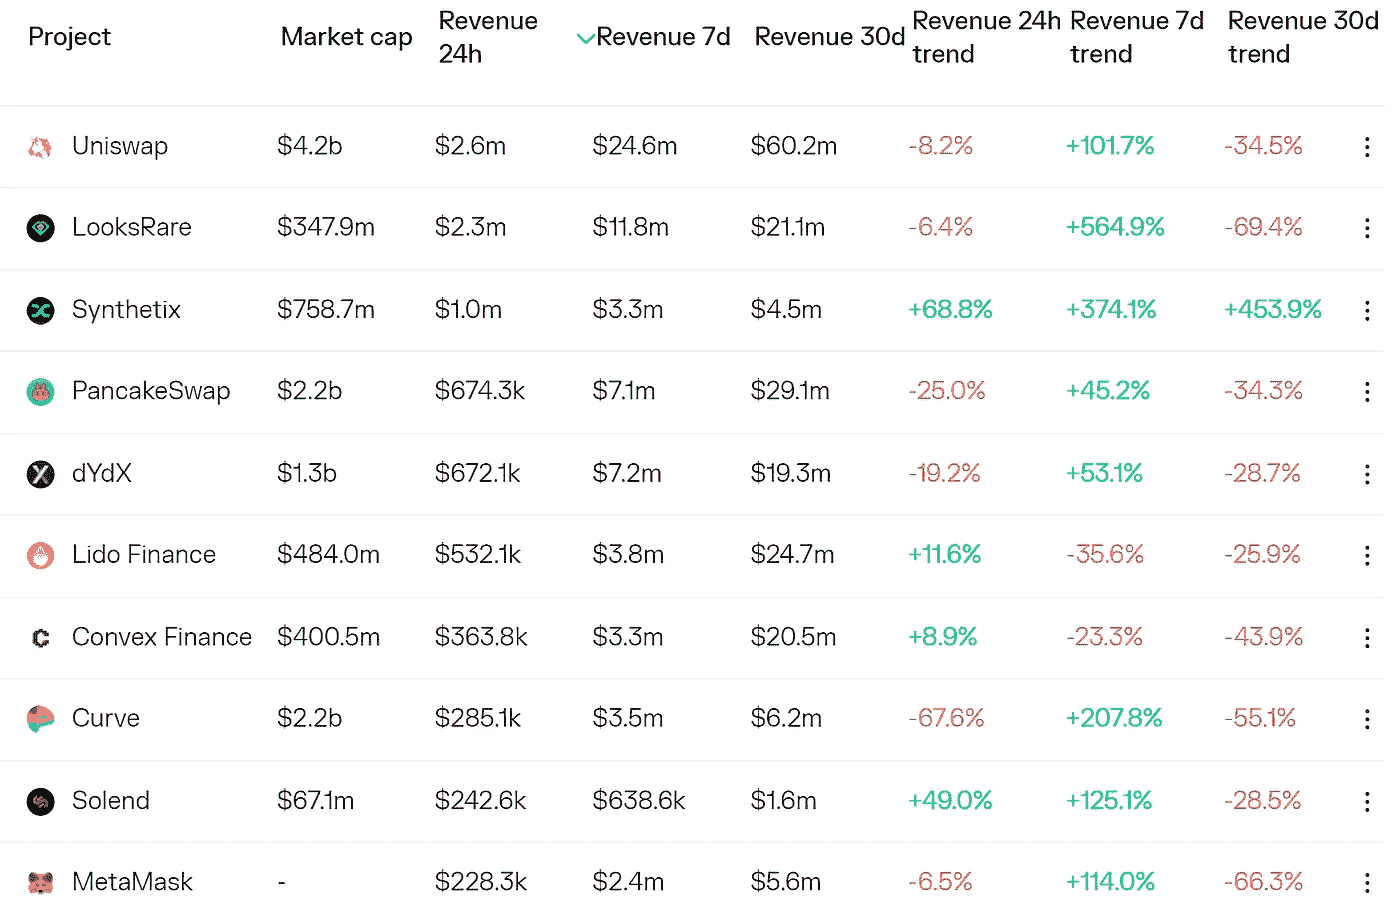 Project Market cap Revenue 24h Revenue 7d Revenue 30d Revenue 24h trend Revenue 7d trend Revenue 30d trend
Uniswap $4.2b $2.6m $24.6m $60.2m -8.2% +101.7% -34.5%
LooksRare $347.9m $2.3m $11.8m $21.1m -6.4% +564.9% -69.4%
Synthetix $758.7m $1.0m $3.3m $4.5m +68.8% +374.1% +453.9%
PancakeSwap $2.2b $674.3k $7.1m $29.1m -25.0% +45.2% -34.3%
dYdX $1.3b $672.1k $7.2m $19.3m -19.2% +53.1% -28.7%
Lido Finance $484.0m $532.1k $3.8m $24.7m +11.6% -35.6% -25.9%
Convex Finance $400.5m $363.8k $3.3m $20.5m +8.9% -23.3% -43.9%
Curve $2.2b $285.1k $3.5m $6.2m -67.6% +207.8% -55.1%
Solend $67.1m $242.6k $638.6k $1.6m +49.0% +125.1% -28.5%
MetaMask - $228.3k $2.4m $5.6m -6.5% +114.0% -66.3%